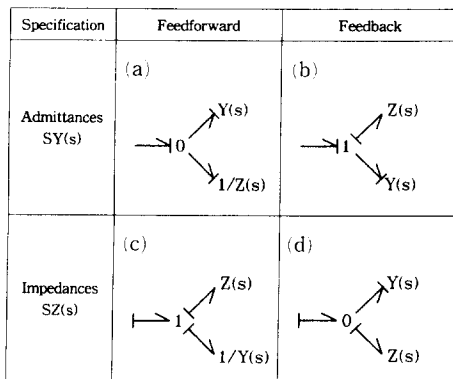 Specification Feedforward Feedback
(a) (b)
Y(s) Z(s)
Admittances
SY(s)
0 1
1/Z(s) Y(s)
(c) (d)
Z(s) Y(s)
Impedances
SZ(s)
1 0
1/Y(s) Z(s)